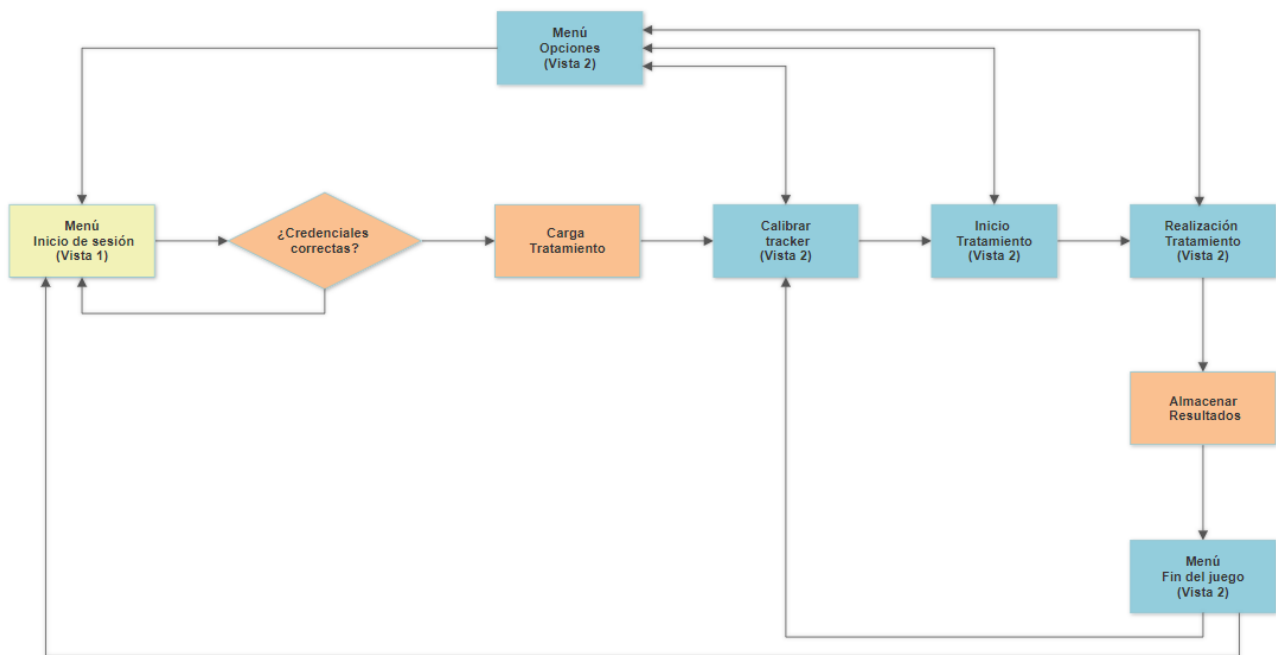 Menú
Opciones
(Vista 2)
Menú
Inicio de sesión
(Vista 1)
¿Credenciales
correctas?
Carga
Tratamiento
Calibrar
tracker
(Vista 2)
Inicio
Tratamiento
(Vista 2)
Realización
Tratamiento
(Vista 2)
Almacenar
Resultados
Menú
Fin del juego
(Vista 2)